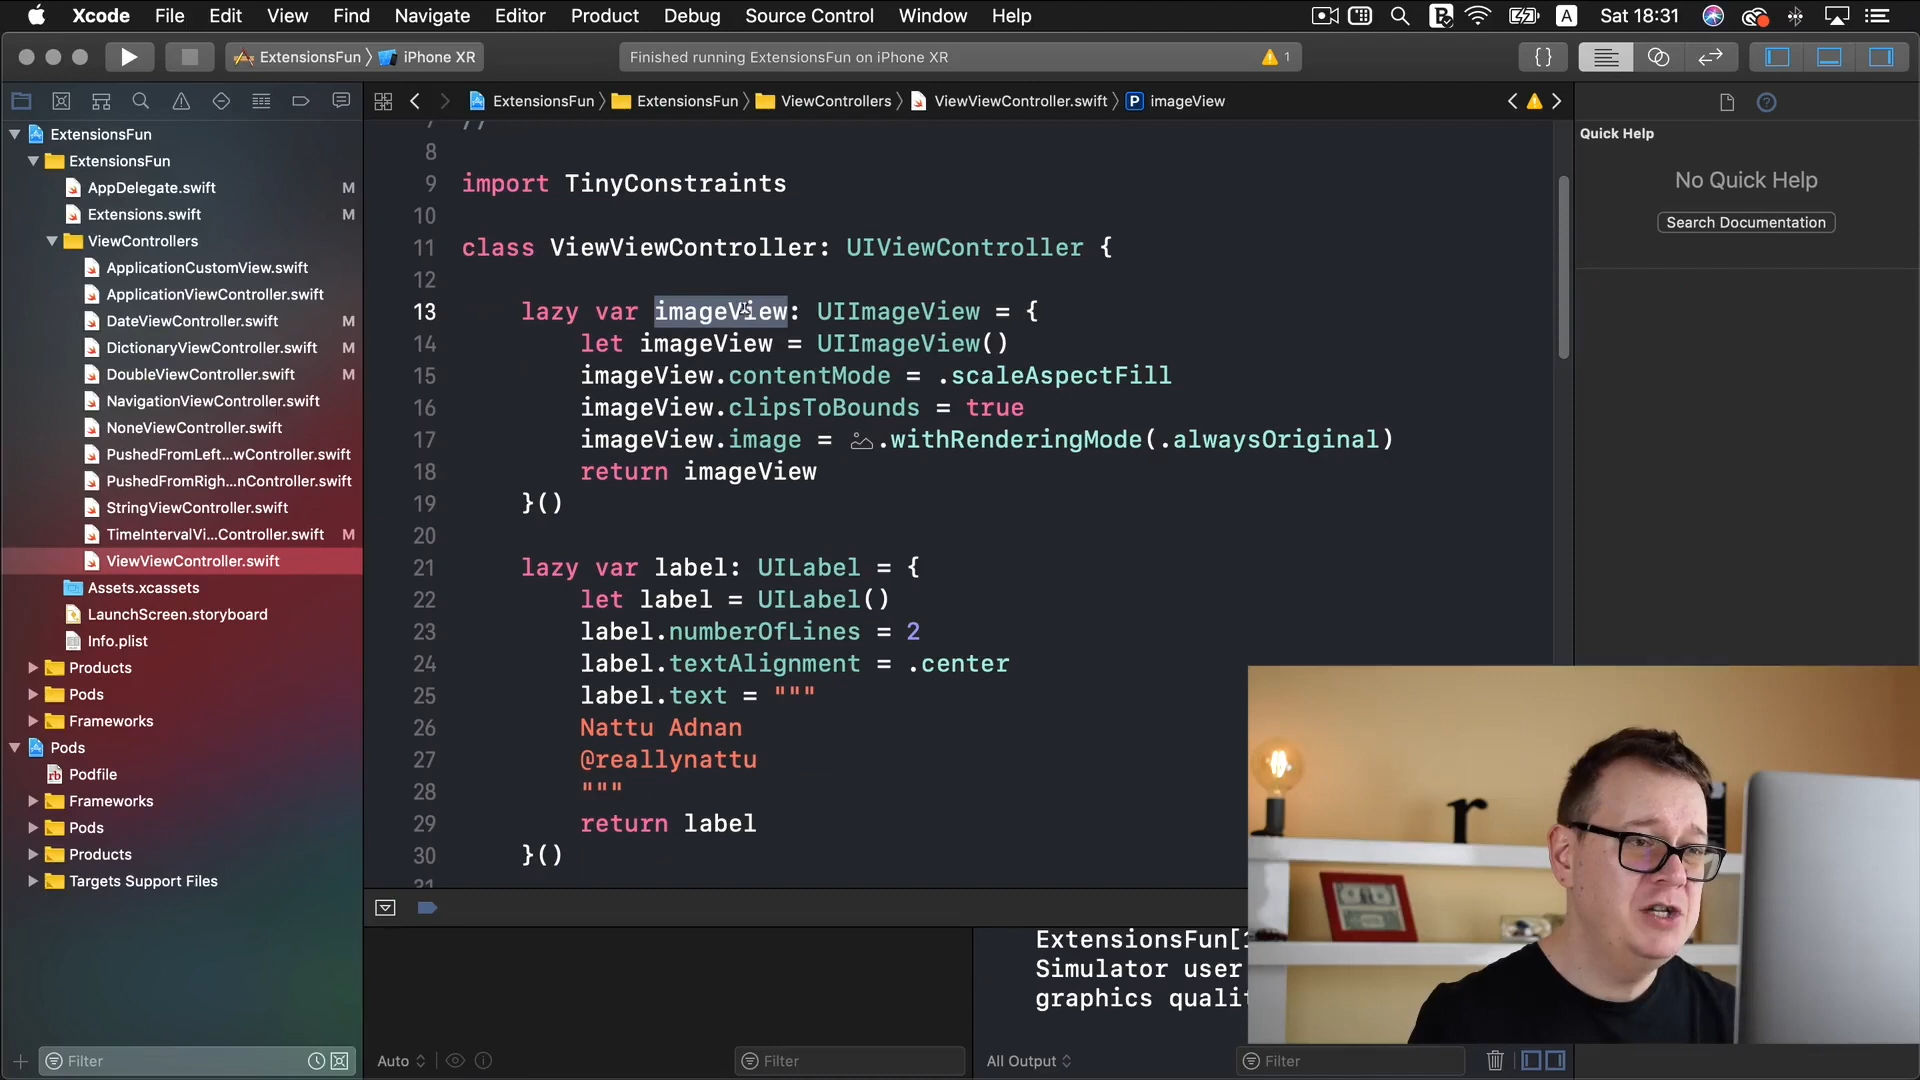 Xcode File Edit View Find Navigate Editor Product Debug Source Control Window Help
A Sat 18:31
ExtensionsFun iPhone XR
Finished running ExtensionsFun on iPhone XR 1
{}
ExtensionsFun ExtensionsFun ViewControllers ViewViewController.swift P imageView
Quick Help
No Quick Help
Search Documentation
ExtensionsFun
ExtensionsFun
AppDelegate.swift M
Extensions.swift M
ViewControllers
ApplicationCustomView.swift
ApplicationViewController.swift
DateViewController.swift M
DictionaryViewController.swift M
DoubleViewController.swift M
NavigationViewController.swift
NoneViewController.swift
PushedFromLeft...wController.swift
PushedFromRigh...nController.swift
StringViewController.swift
TimeIntervalVi...Controller.swift M
ViewViewController.swift
Assets.xcassets
LaunchScreen.storyboard
Info.plist
Products
Pods
Frameworks
Pods
rb Podfile
Frameworks
Pods
Products
Targets Support Files
Filter
7 //
8
9 import TinyConstraints
10
11 class ViewViewController: UIViewController {
12
13 lazy var imageView: UIImageView = {
14 let imageView = UIImageView()
15 imageView.contentMode = .scaleAspectFill
16 imageView.clipsToBounds = true
17 imageView.image = .withRenderingMode(.alwaysOriginal)
18 return imageView
19 }()
20
21 lazy var label: UILabel = {
22 let label = UILabel()
23 label.numberOfLines = 2
24 label.textAlignment = .center
25 label.text = """
26 Nattu Adnan
27 @reallynattu
28 """
29 return label
30 }()
31
ExtensionsFun[
Simulator user
graphics quali
Auto
Filter
All Output
Filter